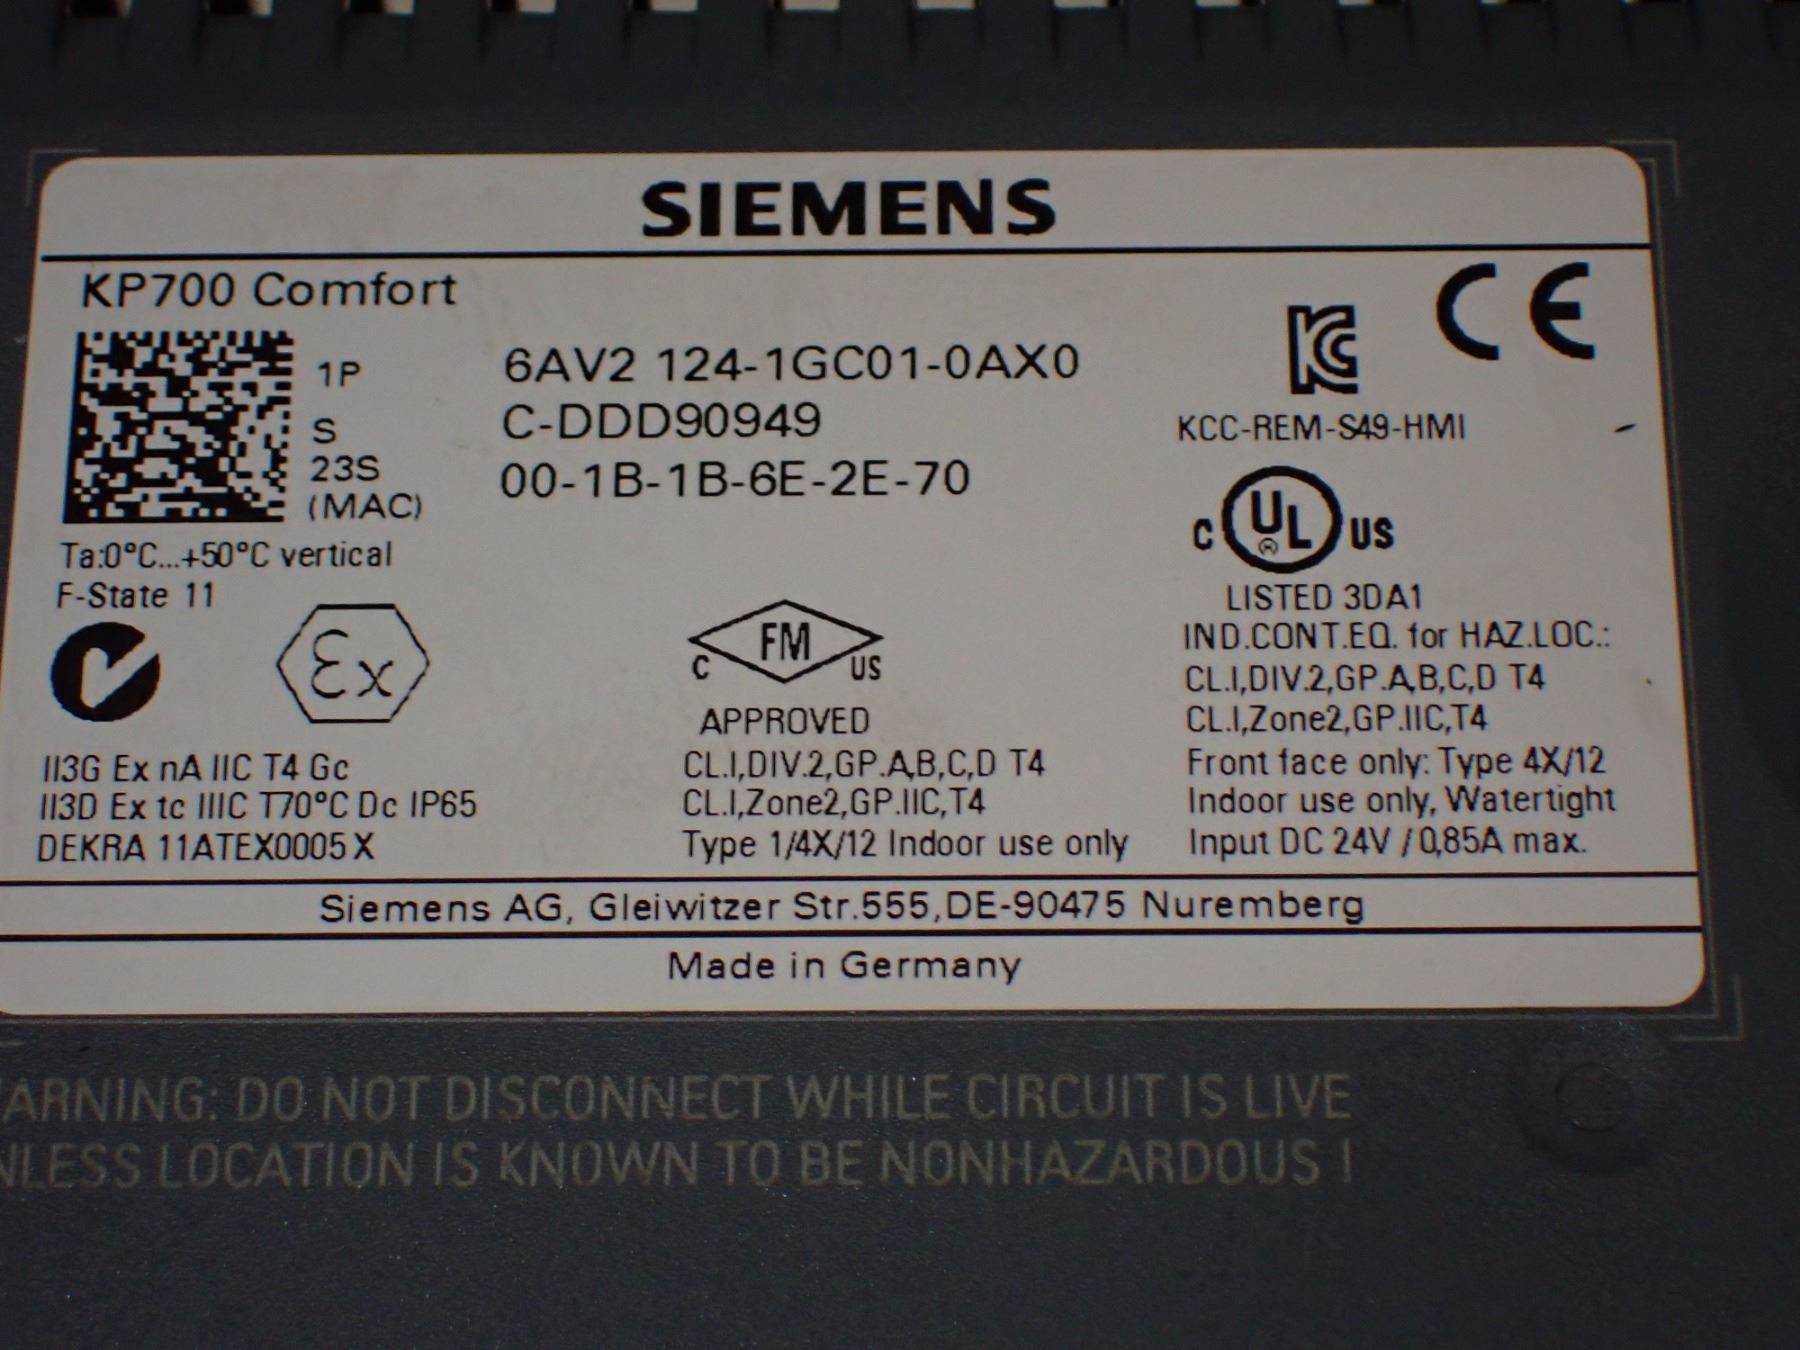 SIEMENS
KP700 Comfort
1P 6AV2 124-1GC01-0AX0
S C-DDD90949
23S 00-1B-1B-6E-2E-70
(MAC)
Ta:0°C...+50°C vertical
F-State 11
Ex
II3G Ex nA IIC T4 Gc
II3D Ex tc IIIC T70°C Dc IP65
DEKRA 11ATEX0005 X
C FM US
APPROVED
CL.I,DIV.2,GP.A,B,C,D T4
CL.I,Zone2,GP.IIC,T4
Type 1/4X/12 Indoor use only
CE
KCC-REM-S49-HMI
C UL ® US
LISTED 3DA1
IND.CONT.EQ. for HAZ.LOC.:
CL.I,DIV.2,GP.A,B,C,D T4
CL.I,Zone2,GP.IIC,T4
Front face only: Type 4X/12
Indoor use only, Watertight
Input DC 24V / 0,85A max.
Siemens AG, Gleiwitzer Str.555,DE-90475 Nuremberg
Made in Germany
ARNING: DO NOT DISCONNECT WHILE CIRCUIT IS LIVE
NLESS LOCATION IS KNOWN TO BE NONHAZARDOUS !